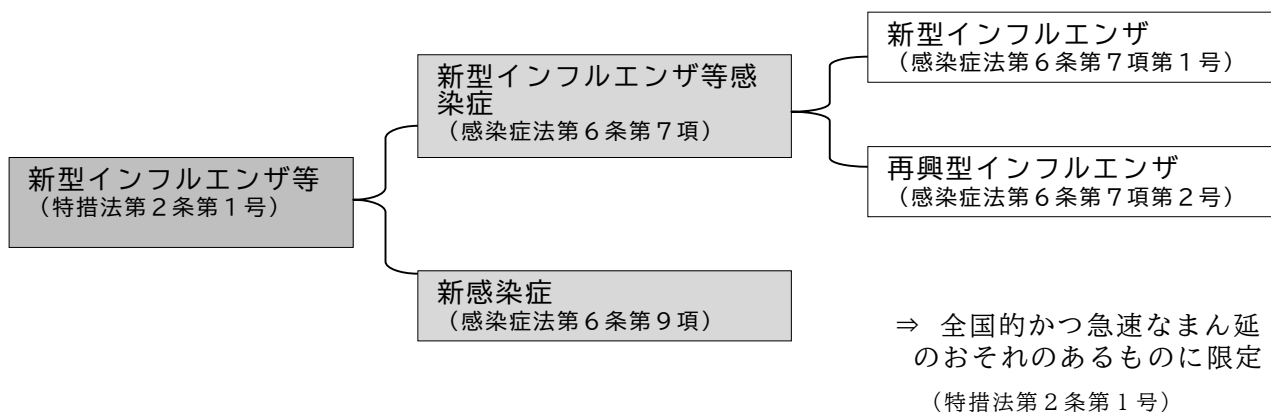 新型インフルエンザ等
（特措法第２条第１号）
新型インフルエンザ等感
染症
（感染症法第６条第７項）
新感染症
（感染症法第６条第９項）
新型インフルエンザ
（感染症法第６条第７項第１号）
再興型インフルエンザ
（感染症法第６条第７項第２号）
⇒ 全国的かつ急速なまん延
のおそれのあるものに限定
（特措法第２条第１号）